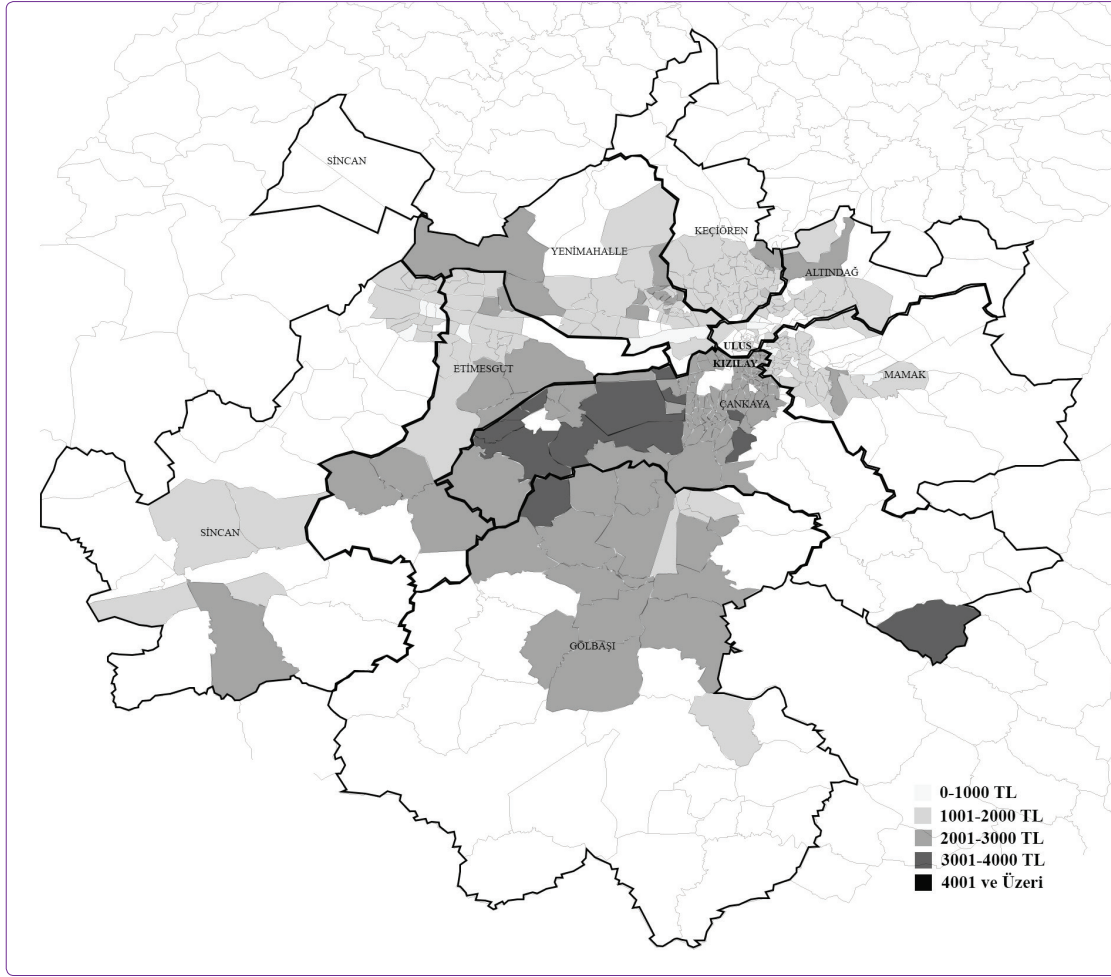 SİNCAN
KEÇİÖREN
YENİMAHALLE
ALTINDAĞ
ULUS
KIZILAY
ETİMESGUT
MAMAK
ÇANKAYA
SİNCAN
GÖLBAŞI
0-1000 TL
1001-2000 TL
2001-3000 TL
3001-4000 TL
4001 ve Üzeri